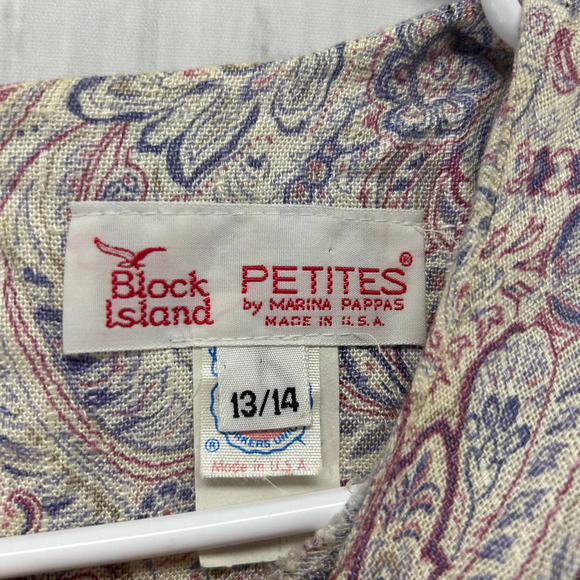 Block
Island
PETITES ®
by MARINA PAPPAS
MADE IN U.S.A.
13/14
®
Made in U.S.A